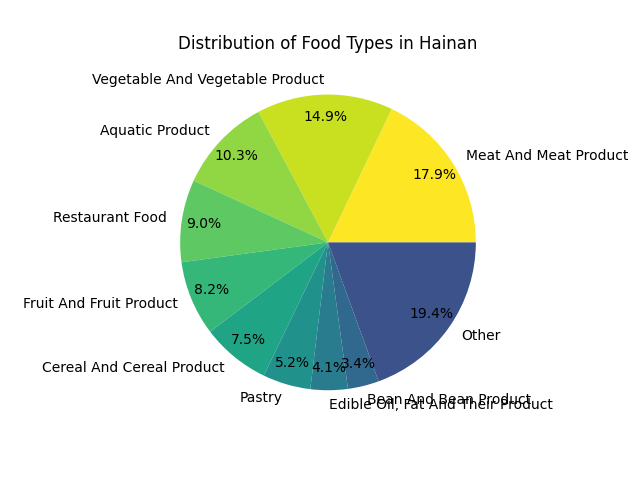 Distribution of Food Types in Hainan
Vegetable And Vegetable Product
14.9%
Aquatic Product
10.3%
Meat And Meat Product
17.9%
Restaurant Food
9.0%
Fruit And Fruit Product
8.2%
Cereal And Cereal Product
7.5%
Pastry
5.2%
Edible Oil, Fat And Their Product
4.1%
Bean And Bean Product
3.4%
Other
19.4%